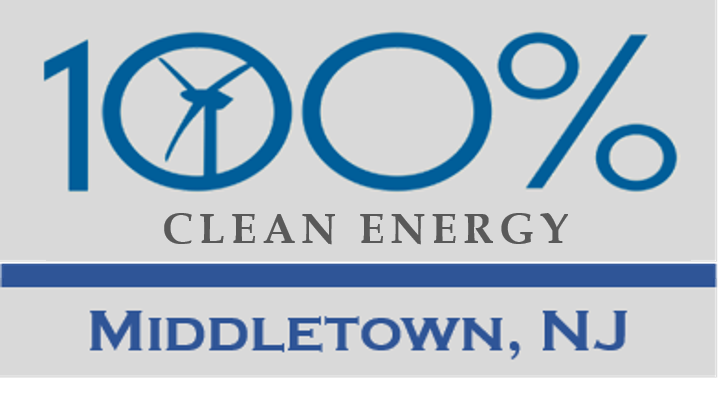 100%
CLEAN ENERGY
MIDDLETOWN, NJ